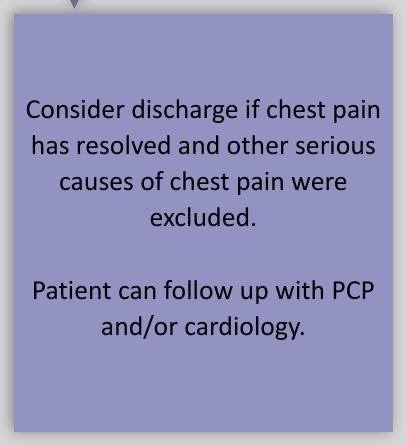 Consider discharge if chest pain
has resolved and other serious
causes of chest pain were
excluded.
Patient can follow up with PCP
and/or cardiology.